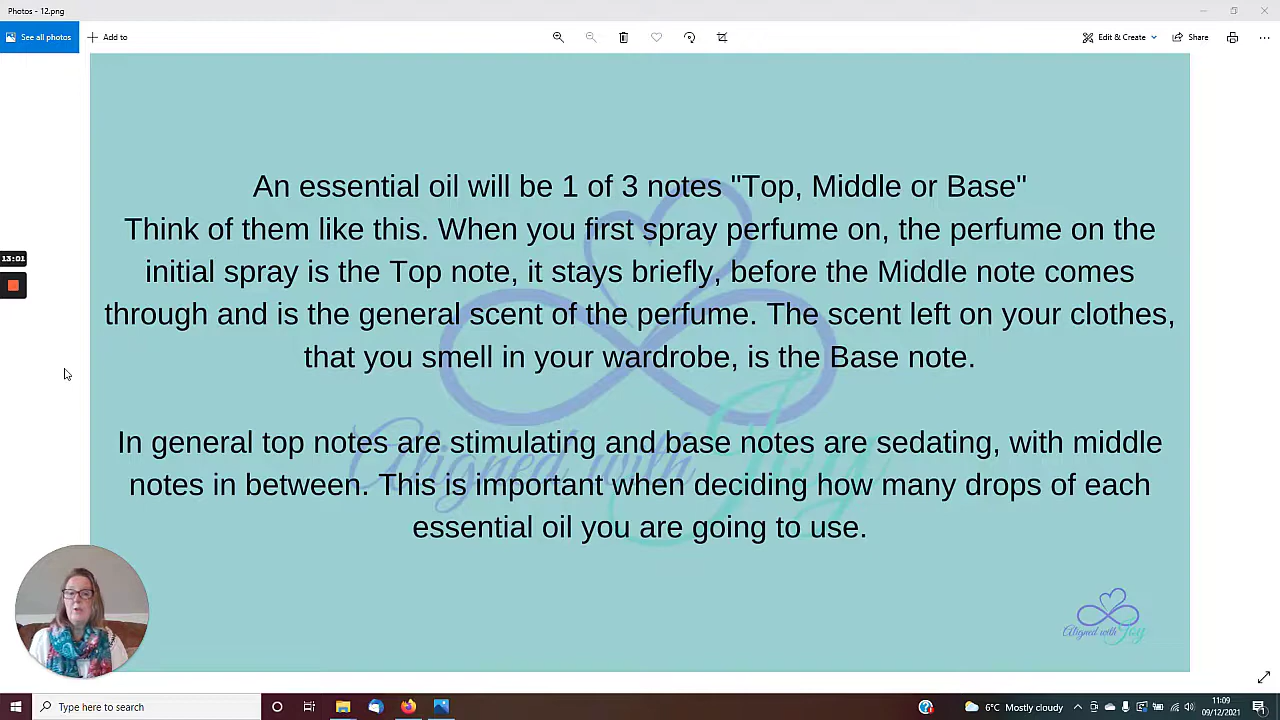 Photos - 12.png
See all photos
Add to
Edit & Create
Share
An essential oil will be 1 of 3 notes "Top, Middle or Base"
Think of them like this. When you first spray perfume on, the perfume on the
initial spray is the Top note, it stays briefly, before the Middle note comes
through and is the general scent of the perfume. The scent left on your clothes,
that you smell in your wardrobe, is the Base note.
In general top notes are stimulating and base notes are sedating, with middle
notes in between. This is important when deciding how many drops of each
essential oil you are going to use.
Aligned with Joy
13:01
Aligned with Joy
Type here to search
6°C Mostly cloudy
11:09
09/12/2021